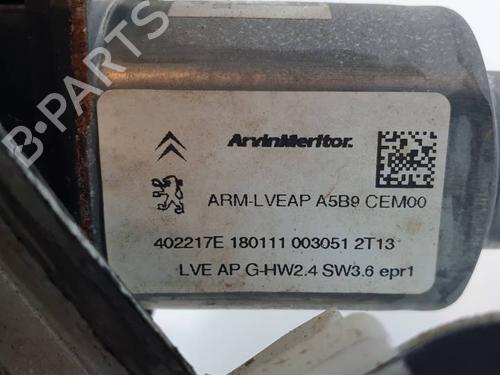 B-PARTS
ArvinMeritor.
ARM-LVEAP A5B9 CEM00
402217E 180111 003051 2T13
LVE AP G-HW2.4 SW3.6 epr1